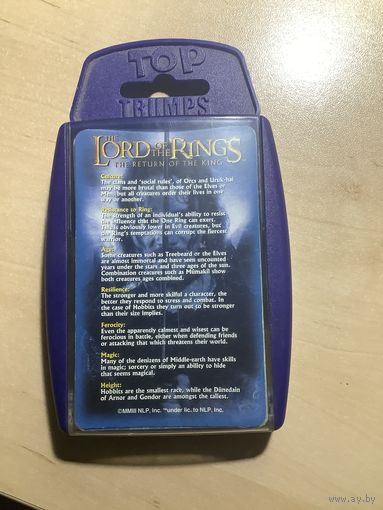 TOP
TRUMPS
THE
LORD OF THE RINGS
THE RETURN OF THE KING
Culture:
The clans and 'social rules', of Orcs and Uruk-hai
may be more brutal than those of the Elves or
Men, but all creatures order their lives in one
way or another.
Resistance to Ring:
The strength of an individual's ability to resist
the influence that the One Ring can exert.
This is obviously lower in Evil creatures, but
the Ring's temptations can corrupt the fiercest
warrior.
Age:
Some creatures such as Treebeard or the Elves
are almost immortal and have seen uncounted
years under the stars and three ages of the sun.
Combination creatures such as Mûmakil show
both creatures ages combined.
Resilience:
The stronger and more skilful a character, the
better they respond to stress and combat. In
the case of Hobbits they turn out to be stronger
than their size implies.
Ferocity:
Even the apparently calmest and wisest can be
ferocious in battle, either when defending friends
or attacking that which threatens their world.
Magic:
Many of the denizens of Middle-earth have skills
in magic; sorcery or simply an ability to hide
that seems magical.
Height:
Hobbits are the smallest race, while the Dúnedain
of Arnor and Gondor are amongst the tallest.
©MMIII NLP, Inc. ™under lic. to NLP, Inc.
www.ay.by